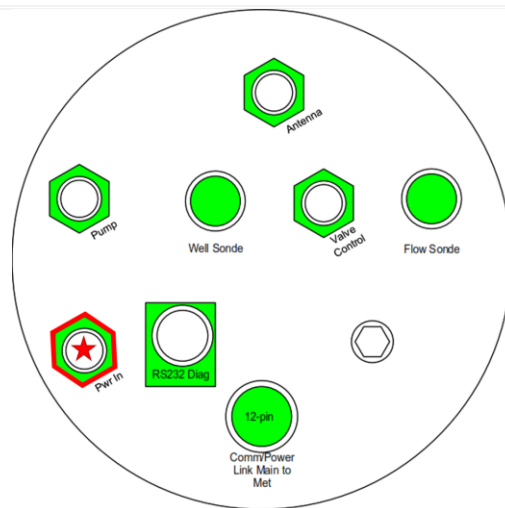 Antenna
Pump
Well Sonde
Valve
Control
Flow Sonde
Pwr In
RS232 Diag
12-pin
Comm/Power
Link Main to
Met